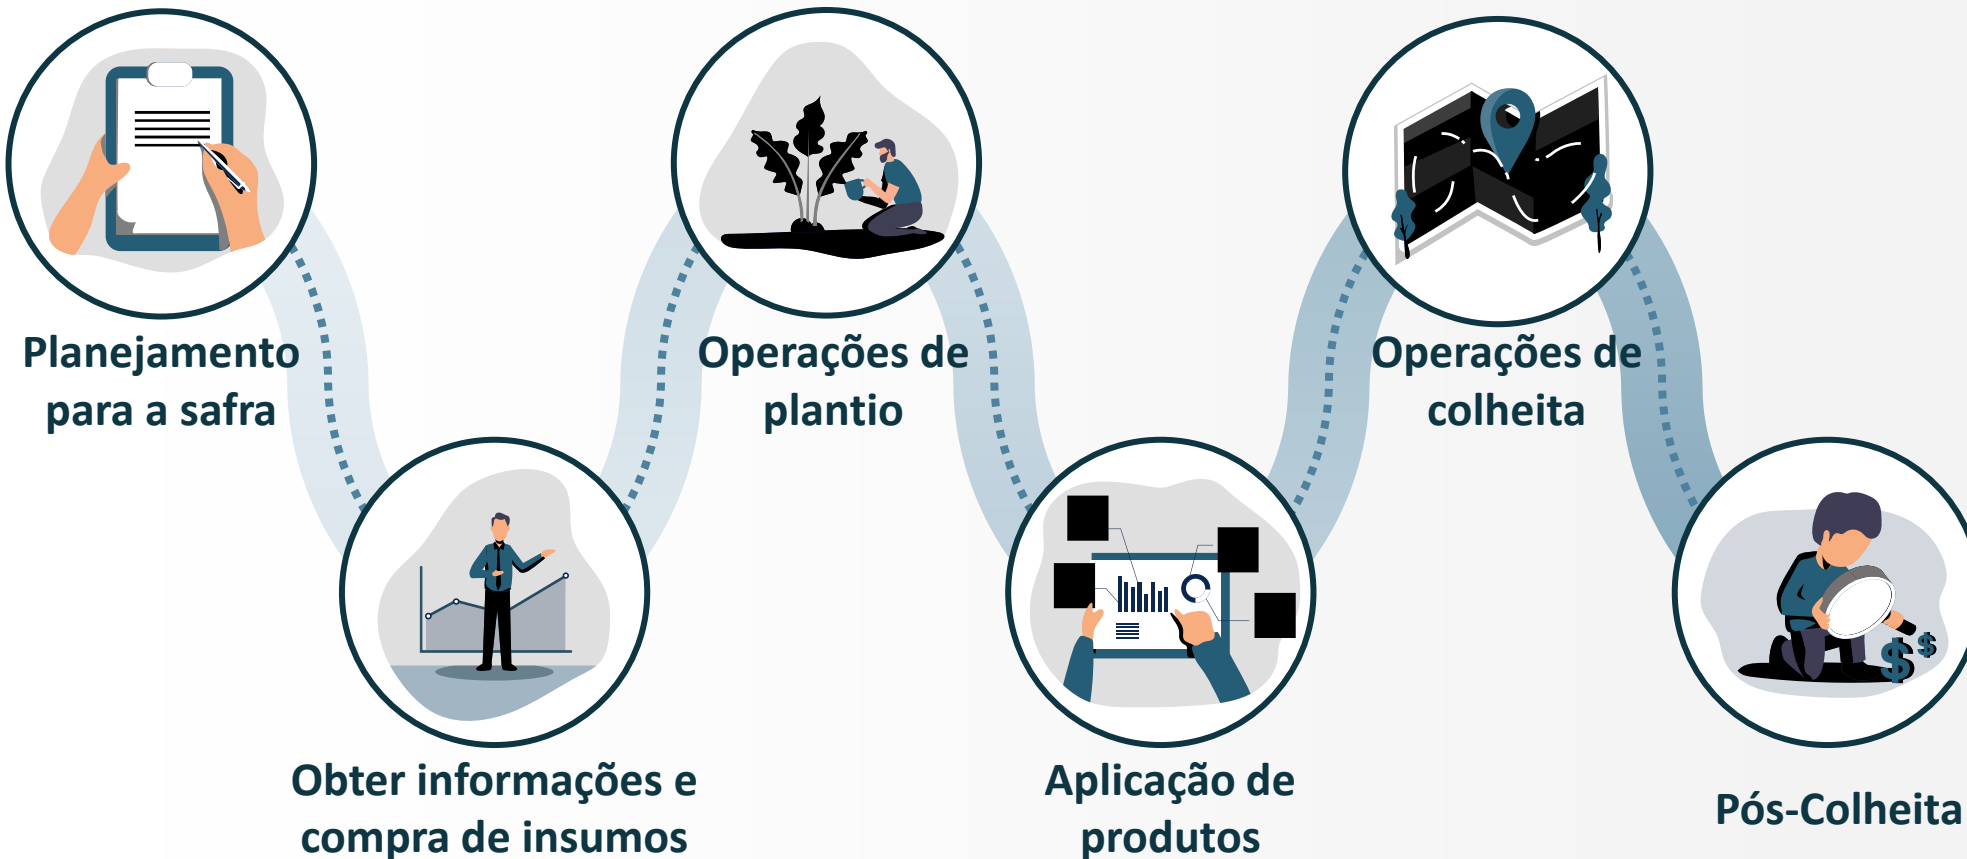 Planejamento
para a safra
Obter informações e
compra de insumos
Operações de
plantio
Aplicação de
produtos
Operações de
colheita
Pós-Colheita
$
$